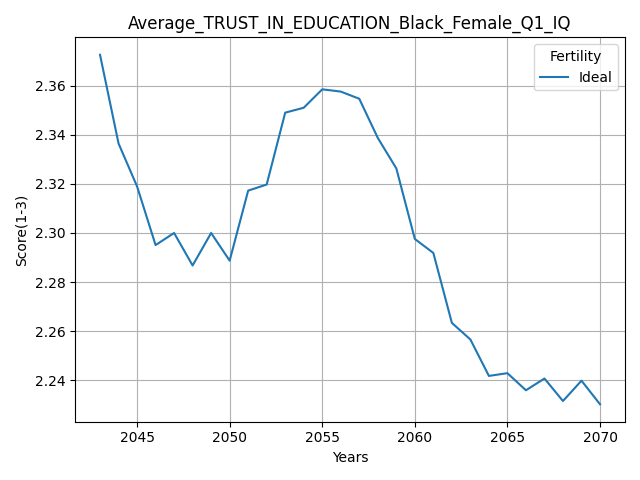 Average_TRUST_IN_EDUCATION_Black_Female_Q1_IQ
Fertility
Ideal
Score(1-3)
2.36
2.34
2.32
2.30
2.28
2.26
2.24
2045 2050 2055 2060 2065 2070
Years